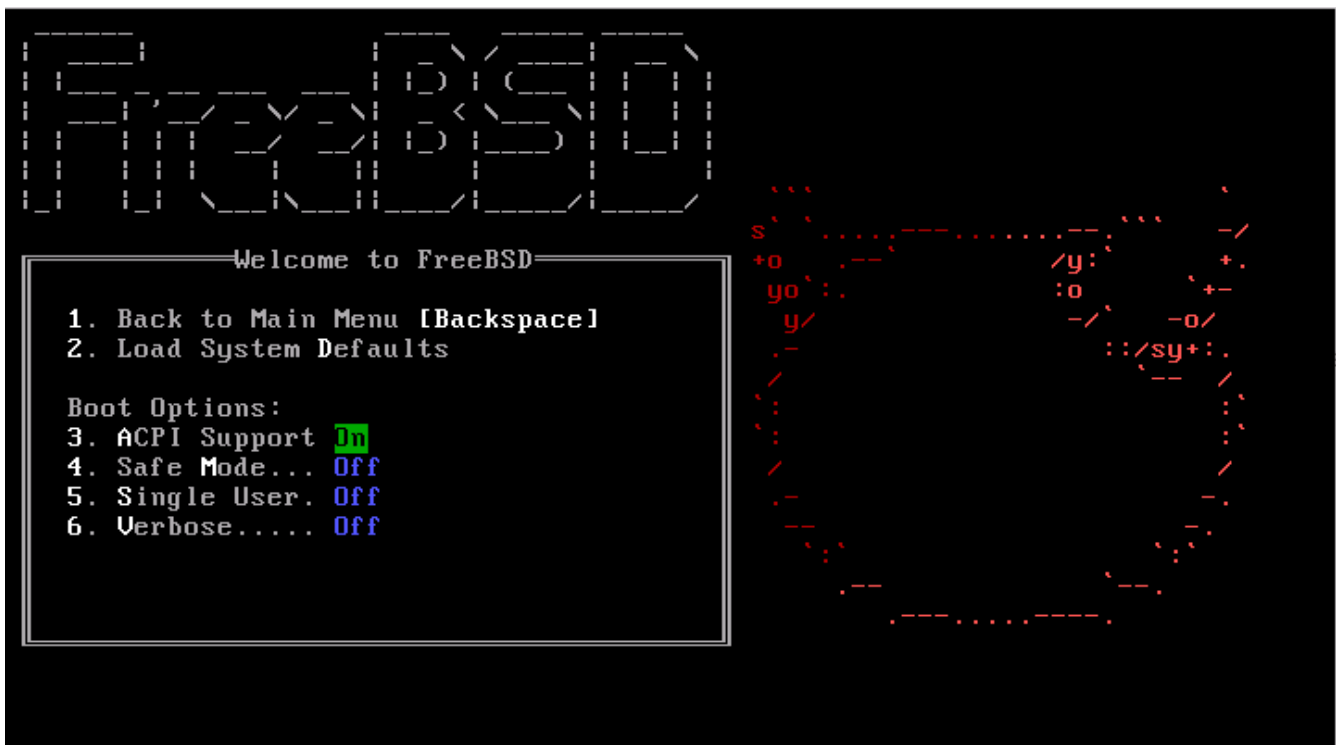 FreeBSD
Welcome to FreeBSD
1. Back to Main Menu [Backspace]
2. Load System Defaults
Boot Options:
3. ACPI Support On
4. Safe Mode... Off
5. Single User. Off
6. Verbose..... Off